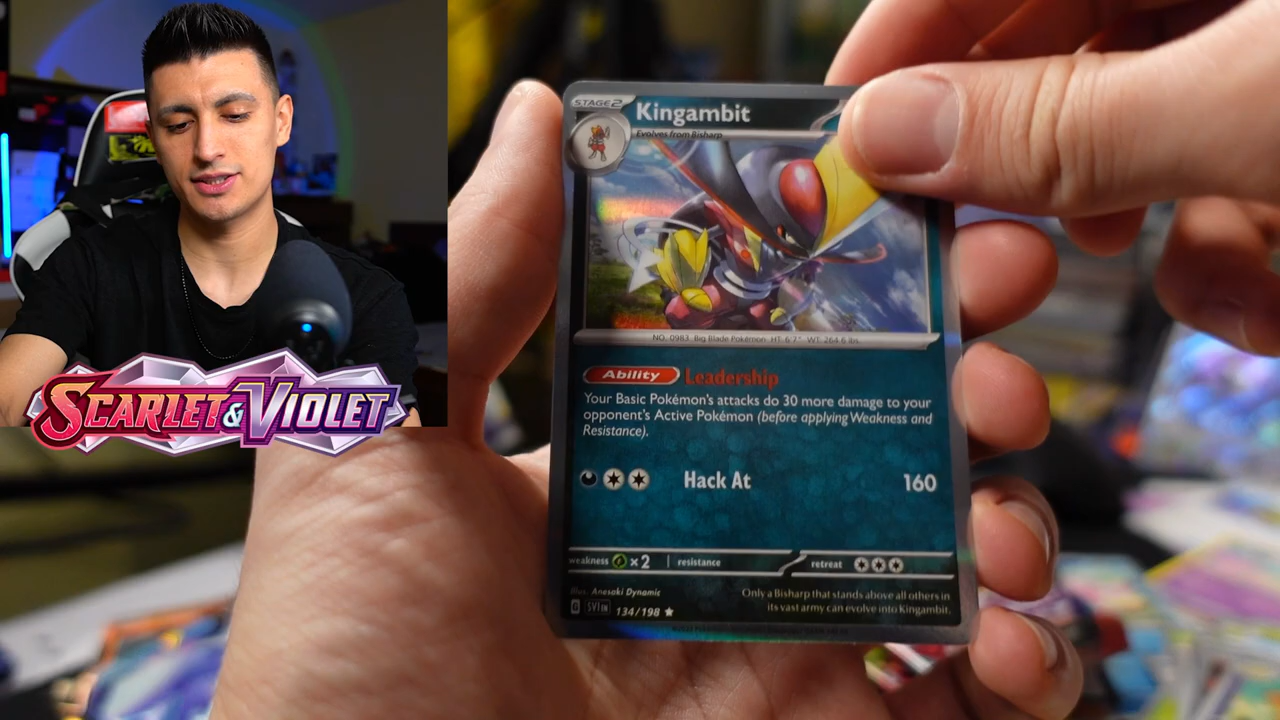 SCARLET & VIOLET
STAGE 2
Kingambit
Evolves from Bisharp
NO. 0983 Big Blade Pokémon HT: 6'7" WT: 264.6 lbs.
Ability Leadership
Your Basic Pokémon's attacks do 30 more damage to your
opponent's Active Pokémon (before applying Weakness and
Resistance).
Hack At 160
weakness ×2 resistance retreat
Illus. Anesaki Dynamic
Only a Bisharp that stands above all others in
G SVI EN 134/198 ★
its vast army can evolve into Kingambit.